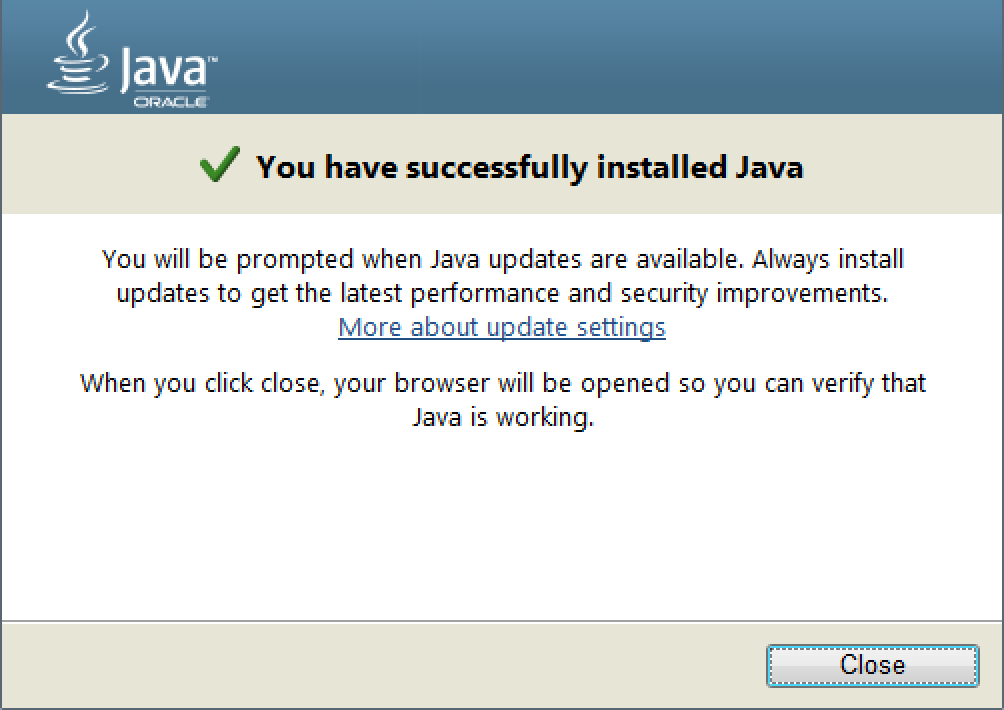 Java™
ORACLE
You have successfully installed Java
You will be prompted when Java updates are available. Always install
updates to get the latest performance and security improvements.
More about update settings
When you click close, your browser will be opened so you can verify that
Java is working.
Close